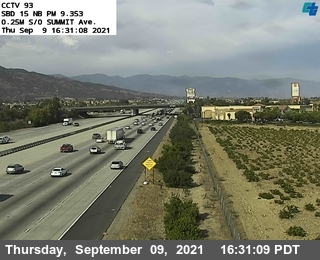 CCTV 93
SBD 15 NB PM 9.353
0.25M S/O SUMMIT Ave.
Thu Sep 9 16:31:08 2021
Thursday, September 09, 2021 16:31:09 PDT